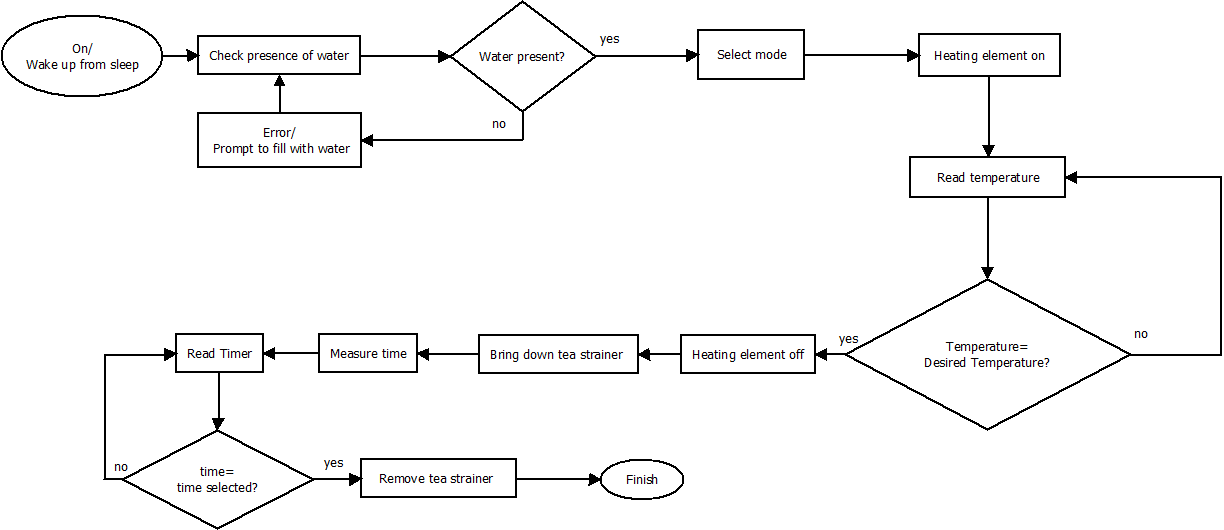 On/
Wake up from sleep
Check presence of water
Water present?
yes
Select mode
Heating element on
no
Error/
Prompt to fill with water
Read temperature
Temperature=
Desired Temperature?
no
yes
Heating element off
Bring down tea strainer
Measure time
Read Timer
time=
time selected?
no
yes
Remove tea strainer
Finish